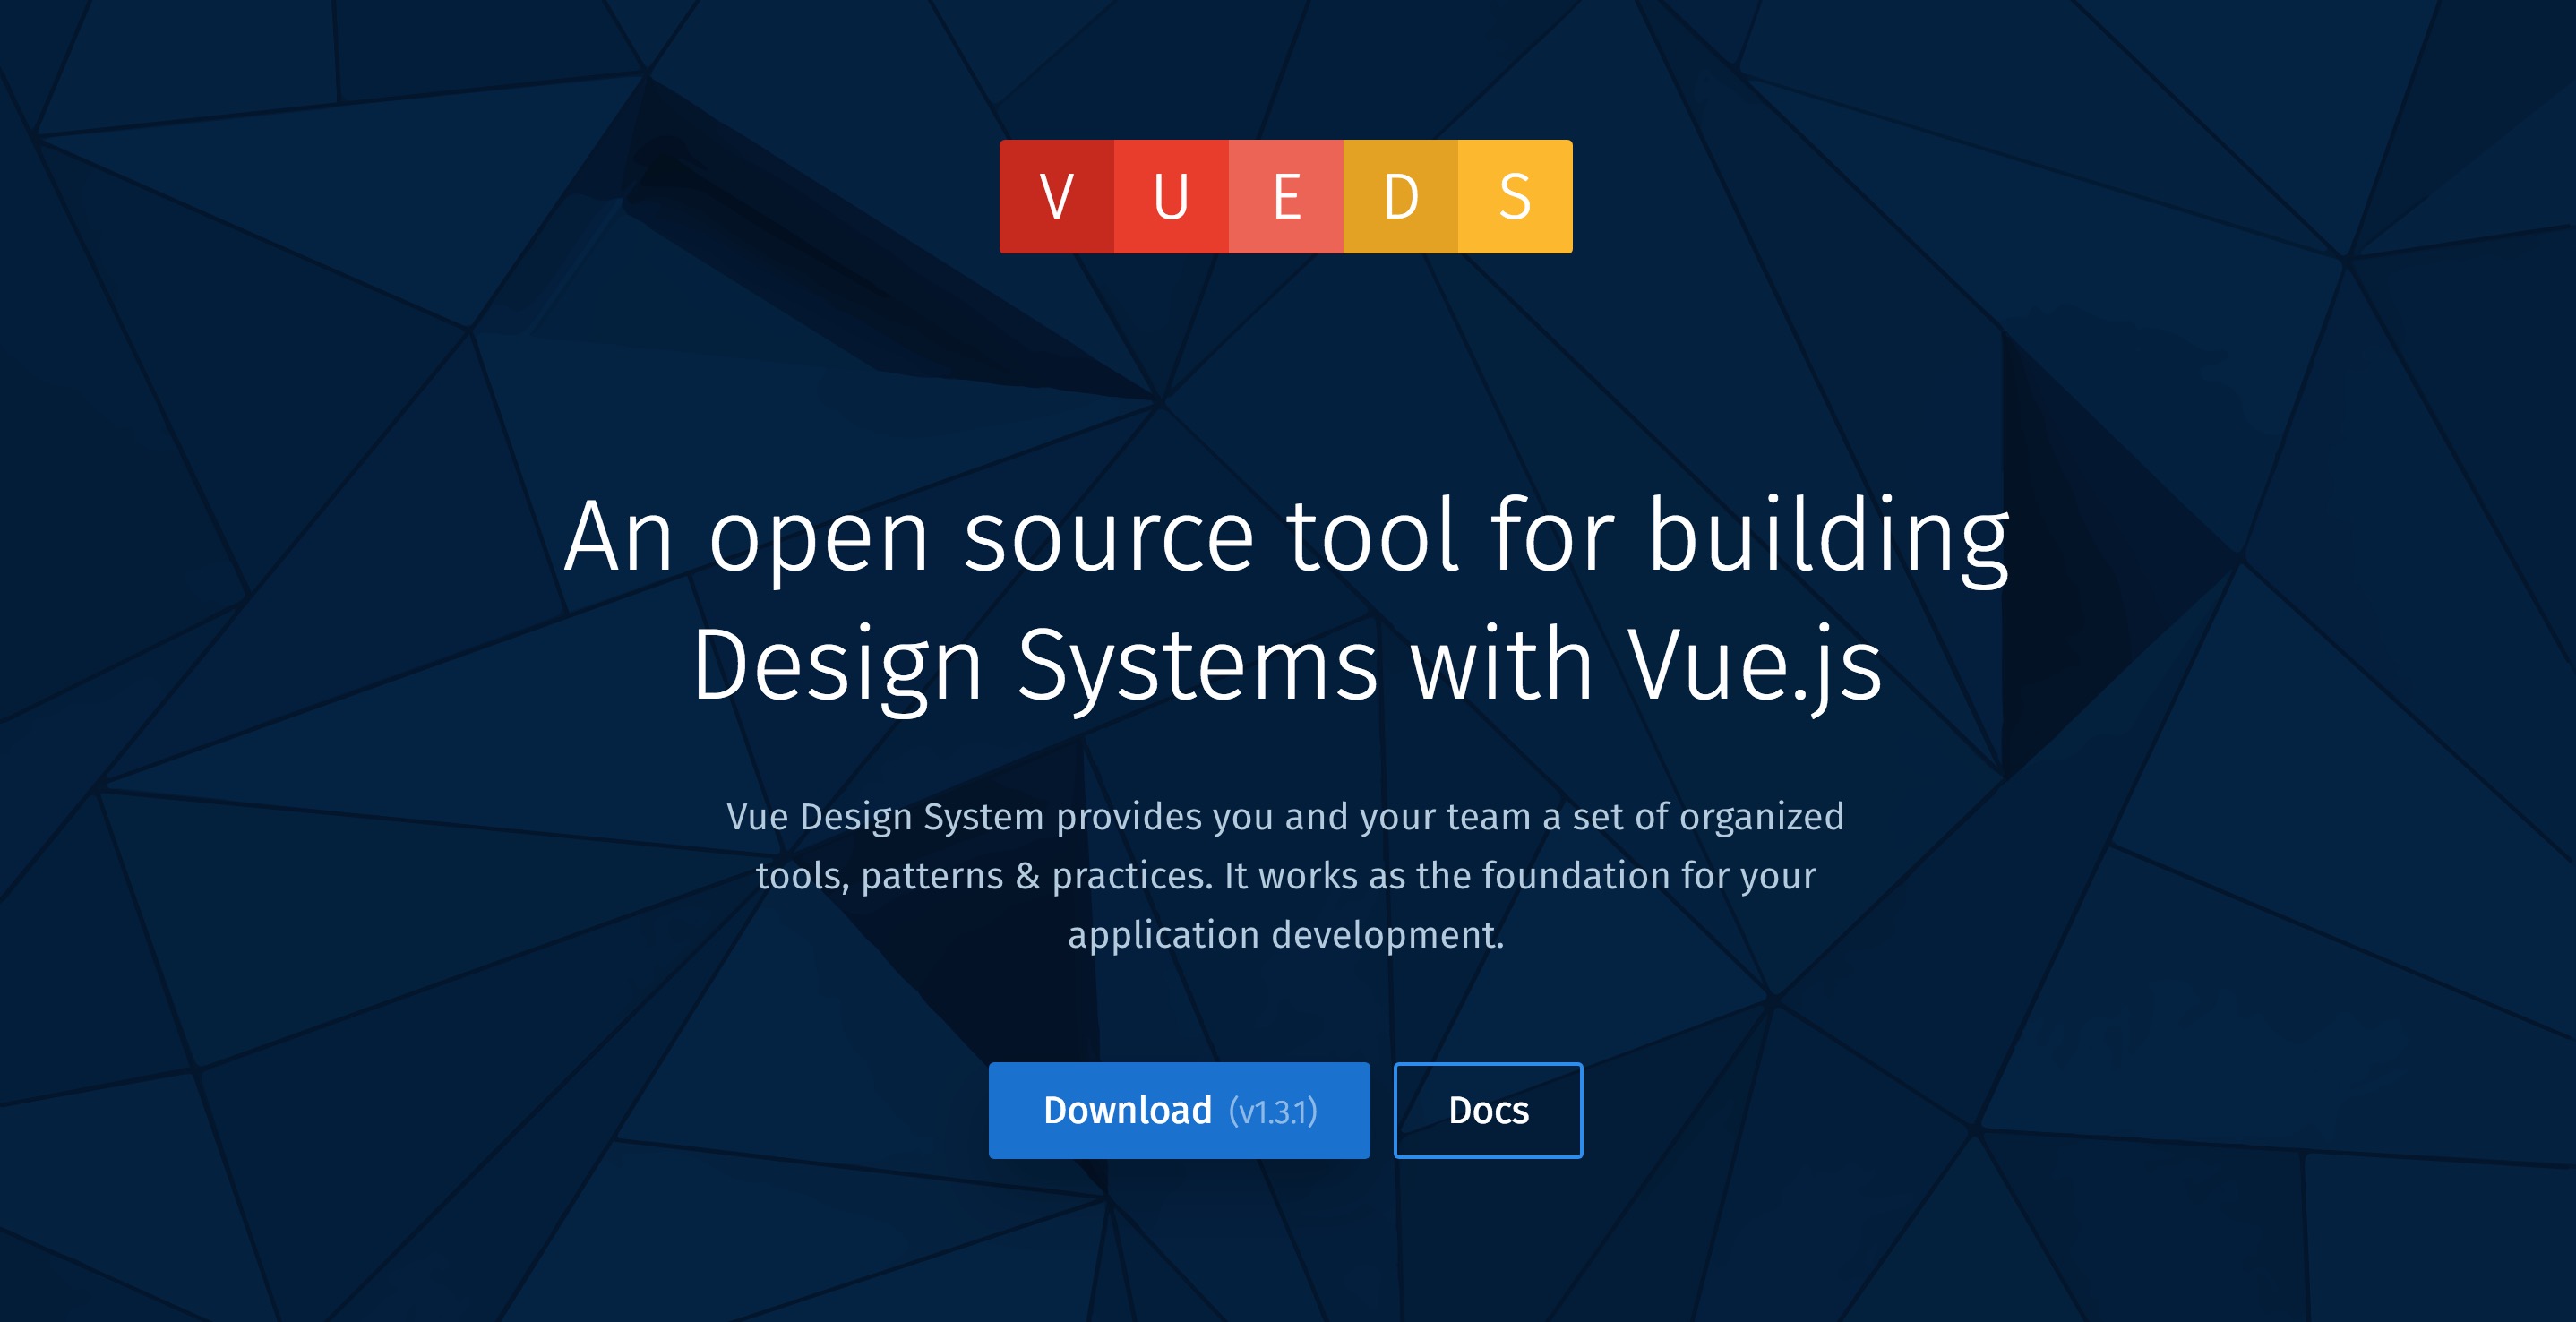 VUEDS
An open source tool for building
Design Systems with Vue.js
Vue Design System provides you and your team a set of organized
tools, patterns & practices. It works as the foundation for your
application development.
Download (v1.3.1) Docs